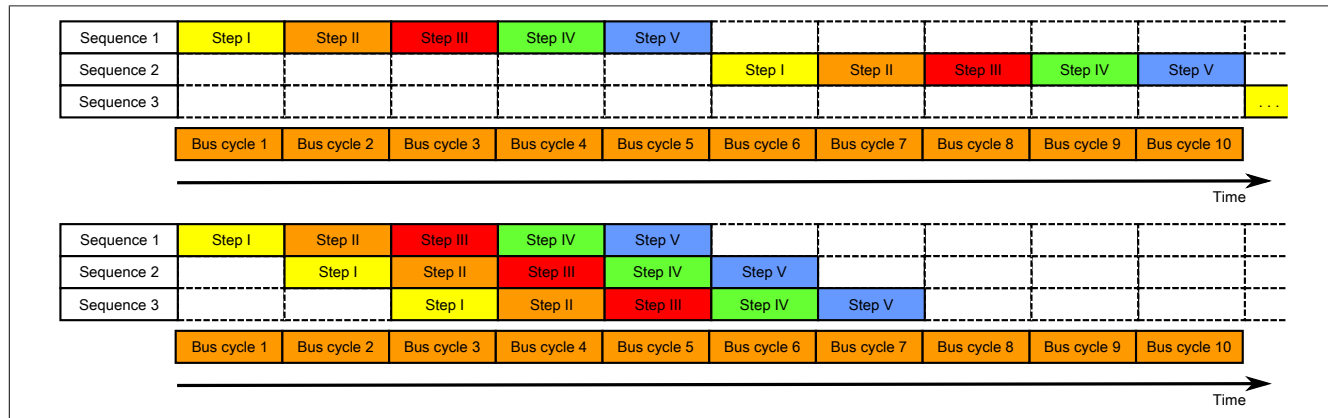 Sequence 1 Step I Step II Step III Step IV Step V
Sequence 2 Step I Step II Step III Step IV Step V
Sequence 3 . . .
Bus cycle 1 Bus cycle 2 Bus cycle 3 Bus cycle 4 Bus cycle 5 Bus cycle 6 Bus cycle 7 Bus cycle 8 Bus cycle 9 Bus cycle 10
Time
Sequence 1 Step I Step II Step III Step IV Step V
Sequence 2 Step I Step II Step III Step IV Step V
Sequence 3 Step I Step II Step III Step IV Step V
Bus cycle 1 Bus cycle 2 Bus cycle 3 Bus cycle 4 Bus cycle 5 Bus cycle 6 Bus cycle 7 Bus cycle 8 Bus cycle 9 Bus cycle 10
Time